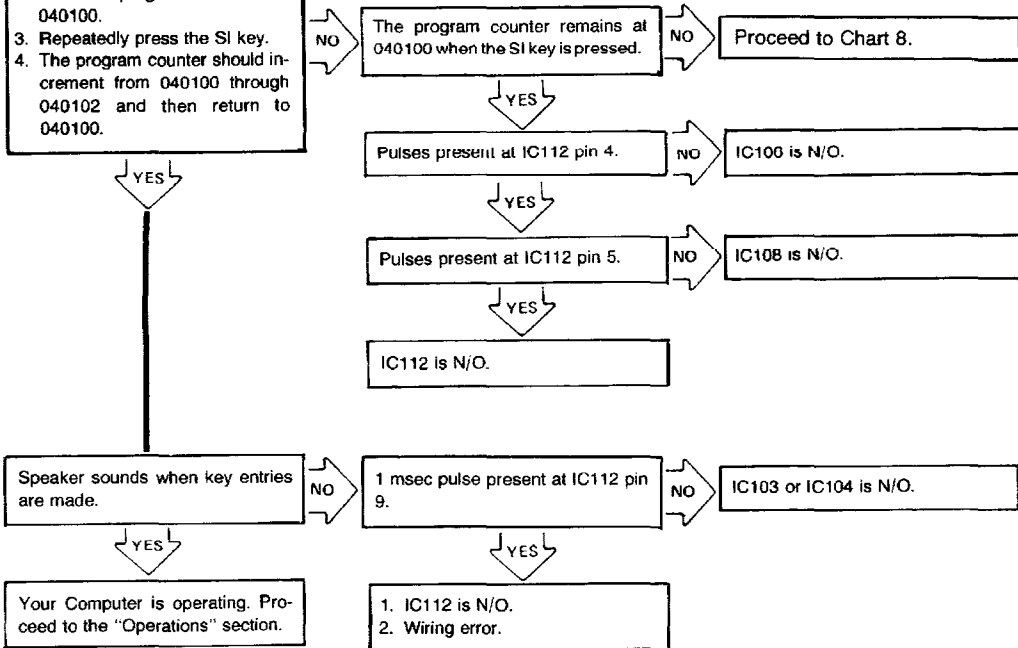 040100.
3. Repeatedly press the SI key.
4. The program counter should in-
crement from 040100 through
040102 and then return to
040100.
NO
The program counter remains at
040100 when the SI key is pressed.
NO
Proceed to Chart 8.
YES
YES
Pulses present at IC112 pin 4.
NO
IC106 is N/O.
YES
Pulses present at IC112 pin 5.
NO
IC108 is N/O.
YES
IC112 is N/O.
Speaker sounds when key entries
are made.
NO
1 msec pulse present at IC112 pin
9.
NO
IC103 or IC104 is N/O.
YES
YES
Your Computer is operating. Pro-
ceed to the "Operations" section.
1. IC112 is N/O.
2. Wiring error.